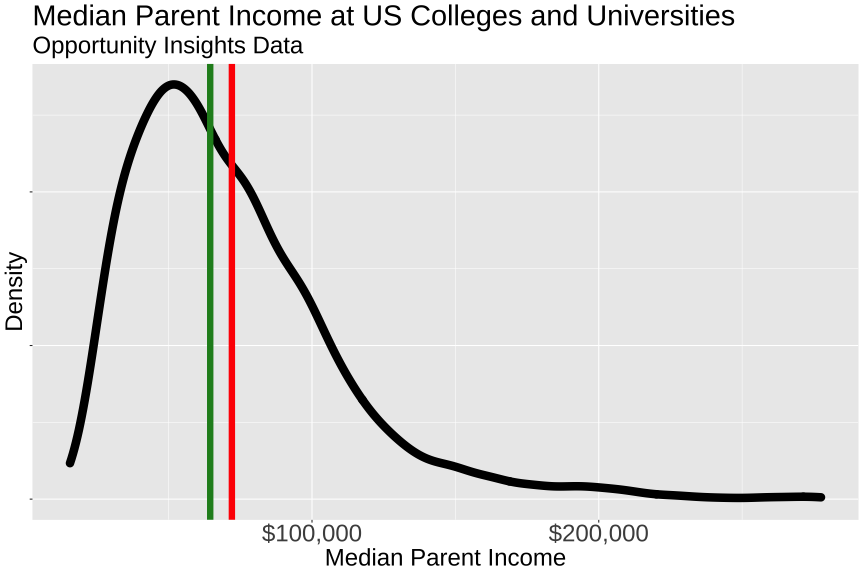 Median Parent Income at US Colleges and Universities
Opportunity Insights Data
Density
$100,000 $200,000
Median Parent Income